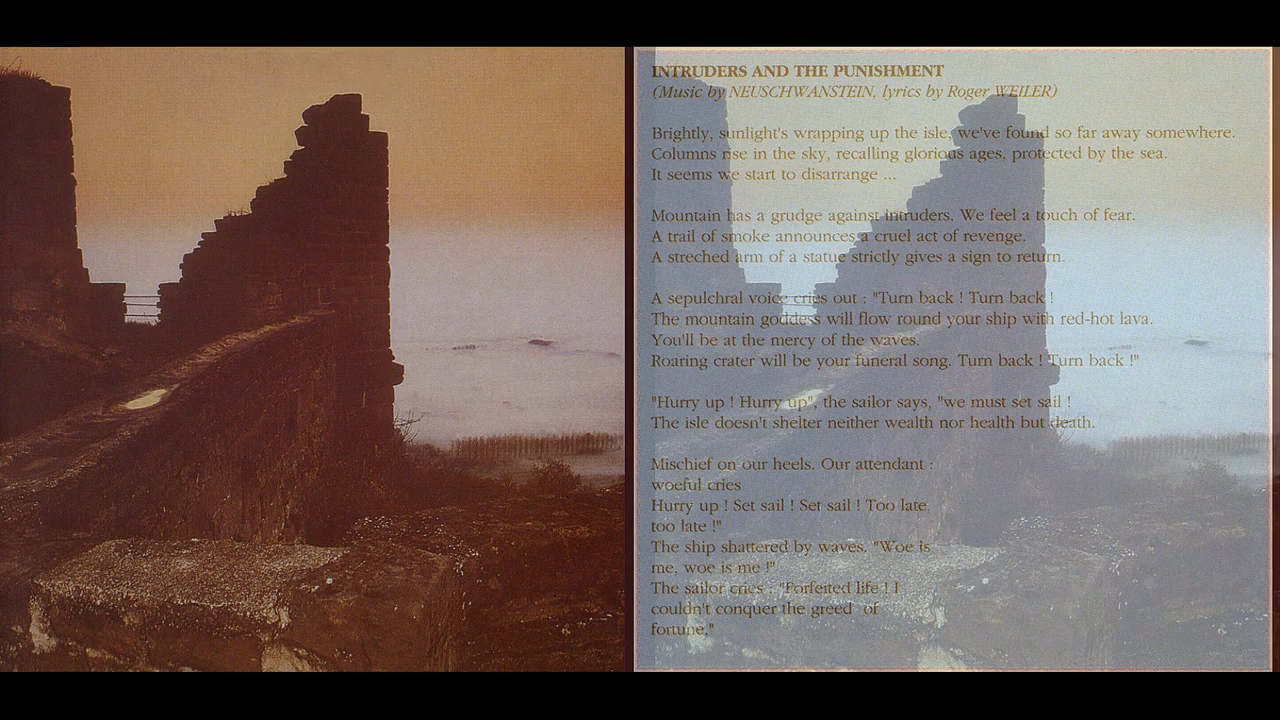 INTRUDERS AND THE PUNISHMENT
(Music by NEUSCHWANSTEIN, lyrics by Roger WEILER)
Brightly, sunlight's wrapping up the isle, we've found so far away somewhere.
Columns rise in the sky, recalling glorious ages, protected by the sea.
It seems we start to disarrange ...
Mountain has a grudge against intruders. We feel a touch of fear.
A trail of smoke announces a cruel act of revenge.
A streched arm of a statue strictly gives a sign to return.
A sepulchral voice cries out : "Turn back ! Turn back !
The mountain goddess will flow round your ship with red-hot lava.
You'll be at the mercy of the waves.
Roaring crater will be your funeral song. Turn back ! Turn back !"
"Hurry up ! Hurry up", the sailor says, "we must set sail !
The isle doesn't shelter neither wealth nor health but death.
Mischief on our heels. Our attendant :
woeful cries
Hurry up ! Set sail ! Set sail ! Too late,
too late !"
The ship shattered by waves. "Woe is
me, woe is me !"
The sailor cries : "Forfeited life ! I
couldn't conquer the greed of
fortune."